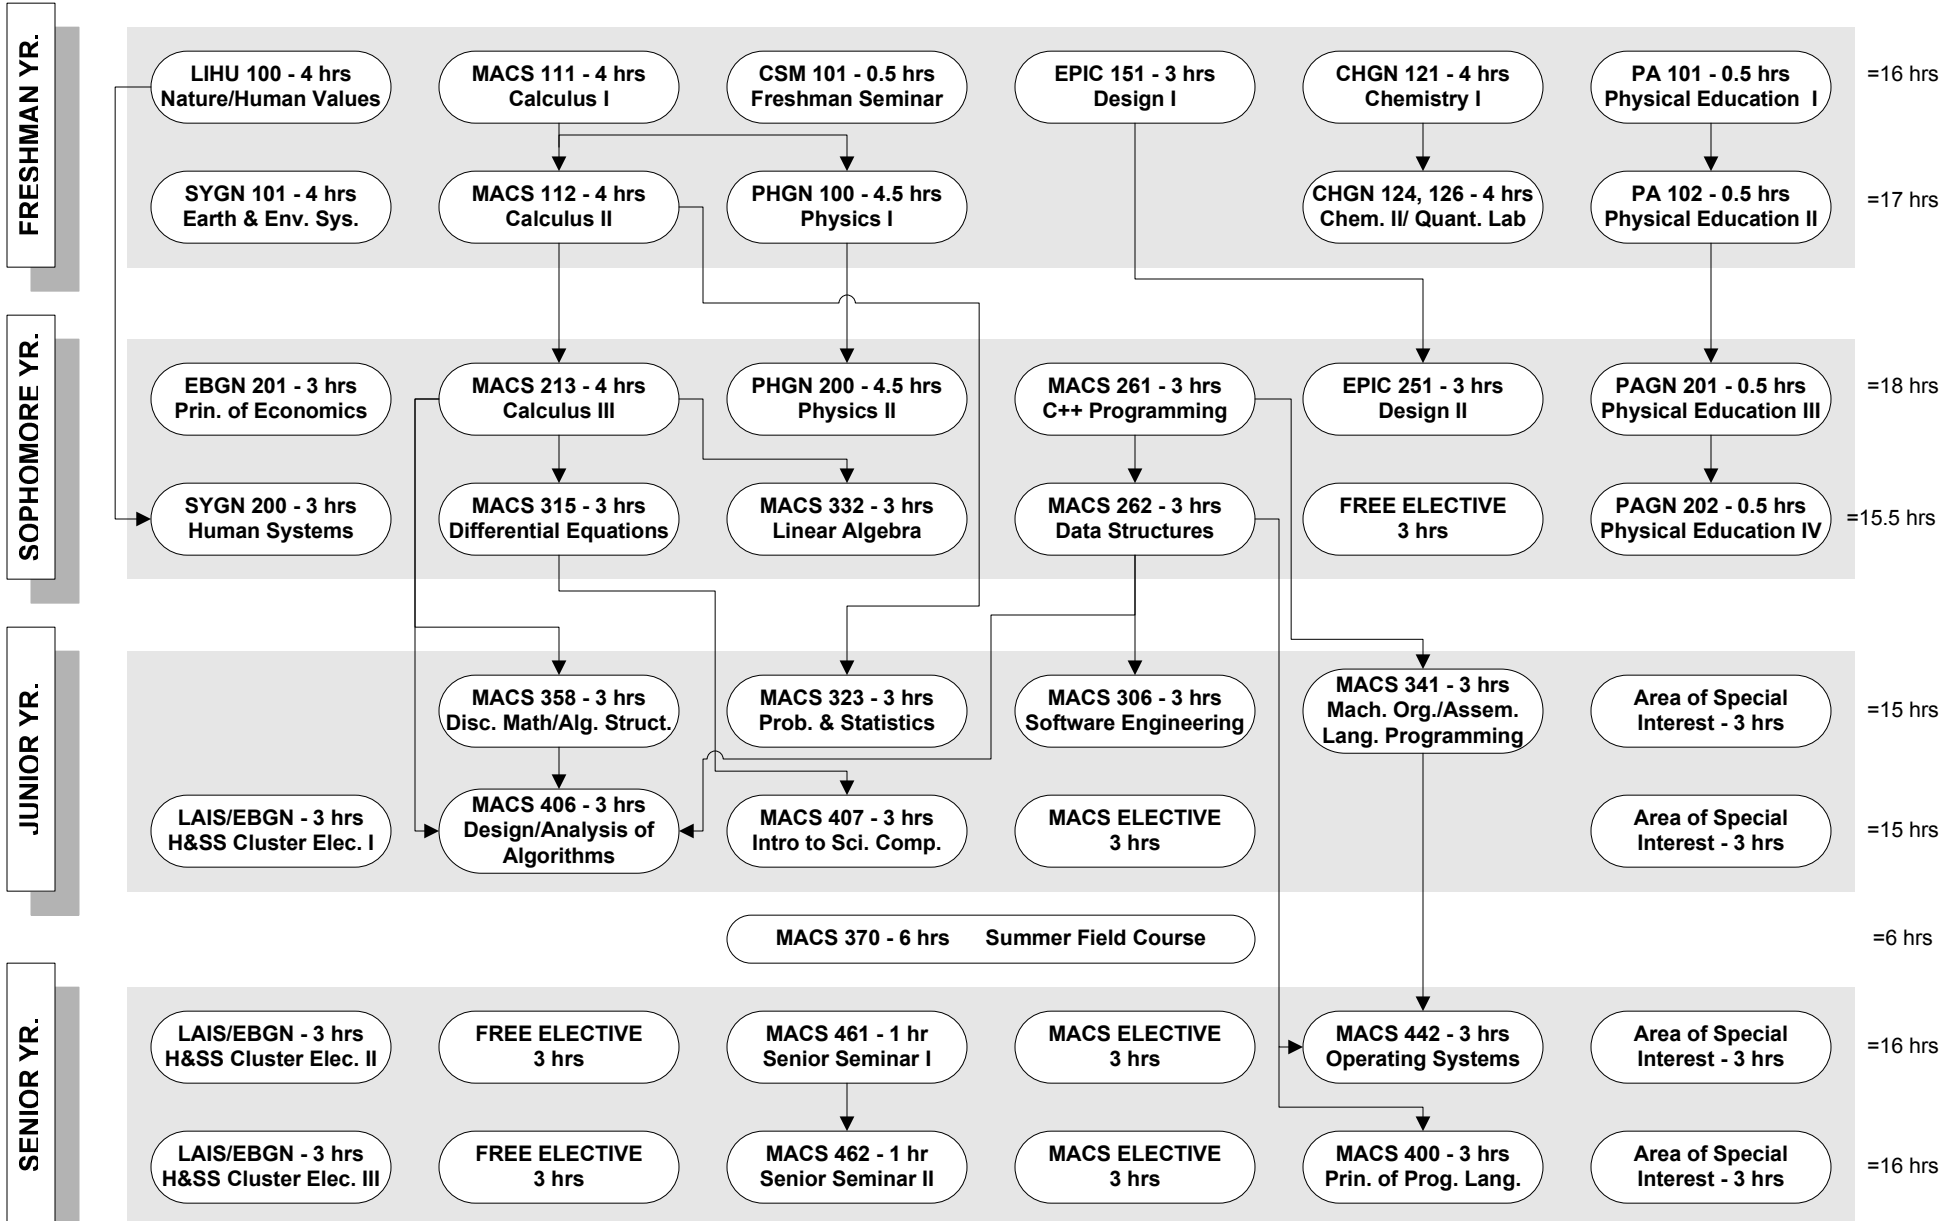 FRESHMAN YR.
LIHU 100 - 4 hrs
Nature/Human Values
MACS 111 - 4 hrs
Calculus I
CSM 101 - 0.5 hrs
Freshman Seminar
EPIC 151 - 3 hrs
Design I
CHGN 121 - 4 hrs
Chemistry I
PA 101 - 0.5 hrs
Physical Education I
=16 hrs
SYGN 101 - 4 hrs
Earth & Env. Sys.
MACS 112 - 4 hrs
Calculus II
PHGN 100 - 4.5 hrs
Physics I
CHGN 124, 126 - 4 hrs
Chem. II/ Quant. Lab
PA 102 - 0.5 hrs
Physical Education II
=17 hrs
SOPHOMORE YR.
EBGN 201 - 3 hrs
Prin. of Economics
MACS 213 - 4 hrs
Calculus III
PHGN 200 - 4.5 hrs
Physics II
MACS 261 - 3 hrs
C++ Programming
EPIC 251 - 3 hrs
Design II
PAGN 201 - 0.5 hrs
Physical Education III
=18 hrs
SYGN 200 - 3 hrs
Human Systems
MACS 315 - 3 hrs
Differential Equations
MACS 332 - 3 hrs
Linear Algebra
MACS 262 - 3 hrs
Data Structures
FREE ELECTIVE
3 hrs
PAGN 202 - 0.5 hrs
Physical Education IV
=15.5 hrs
JUNIOR YR.
MACS 358 - 3 hrs
Disc. Math/Alg. Struct.
MACS 323 - 3 hrs
Prob. & Statistics
MACS 306 - 3 hrs
Software Engineering
MACS 341 - 3 hrs
Mach. Org./Assem.
Lang. Programming
Area of Special
Interest - 3 hrs
=15 hrs
LAIS/EBGN - 3 hrs
H&SS Cluster Elec. I
MACS 406 - 3 hrs
Design/Analysis of
Algorithms
MACS 407 - 3 hrs
Intro to Sci. Comp.
MACS ELECTIVE
3 hrs
Area of Special
Interest - 3 hrs
=15 hrs
MACS 370 - 6 hrs Summer Field Course
=6 hrs
SENIOR YR.
LAIS/EBGN - 3 hrs
H&SS Cluster Elec. II
FREE ELECTIVE
3 hrs
MACS 461 - 1 hr
Senior Seminar I
MACS ELECTIVE
3 hrs
MACS 442 - 3 hrs
Operating Systems
Area of Special
Interest - 3 hrs
=16 hrs
LAIS/EBGN - 3 hrs
H&SS Cluster Elec. III
FREE ELECTIVE
3 hrs
MACS 462 - 1 hr
Senior Seminar II
MACS ELECTIVE
3 hrs
MACS 400 - 3 hrs
Prin. of Prog. Lang.
Area of Special
Interest - 3 hrs
=16 hrs